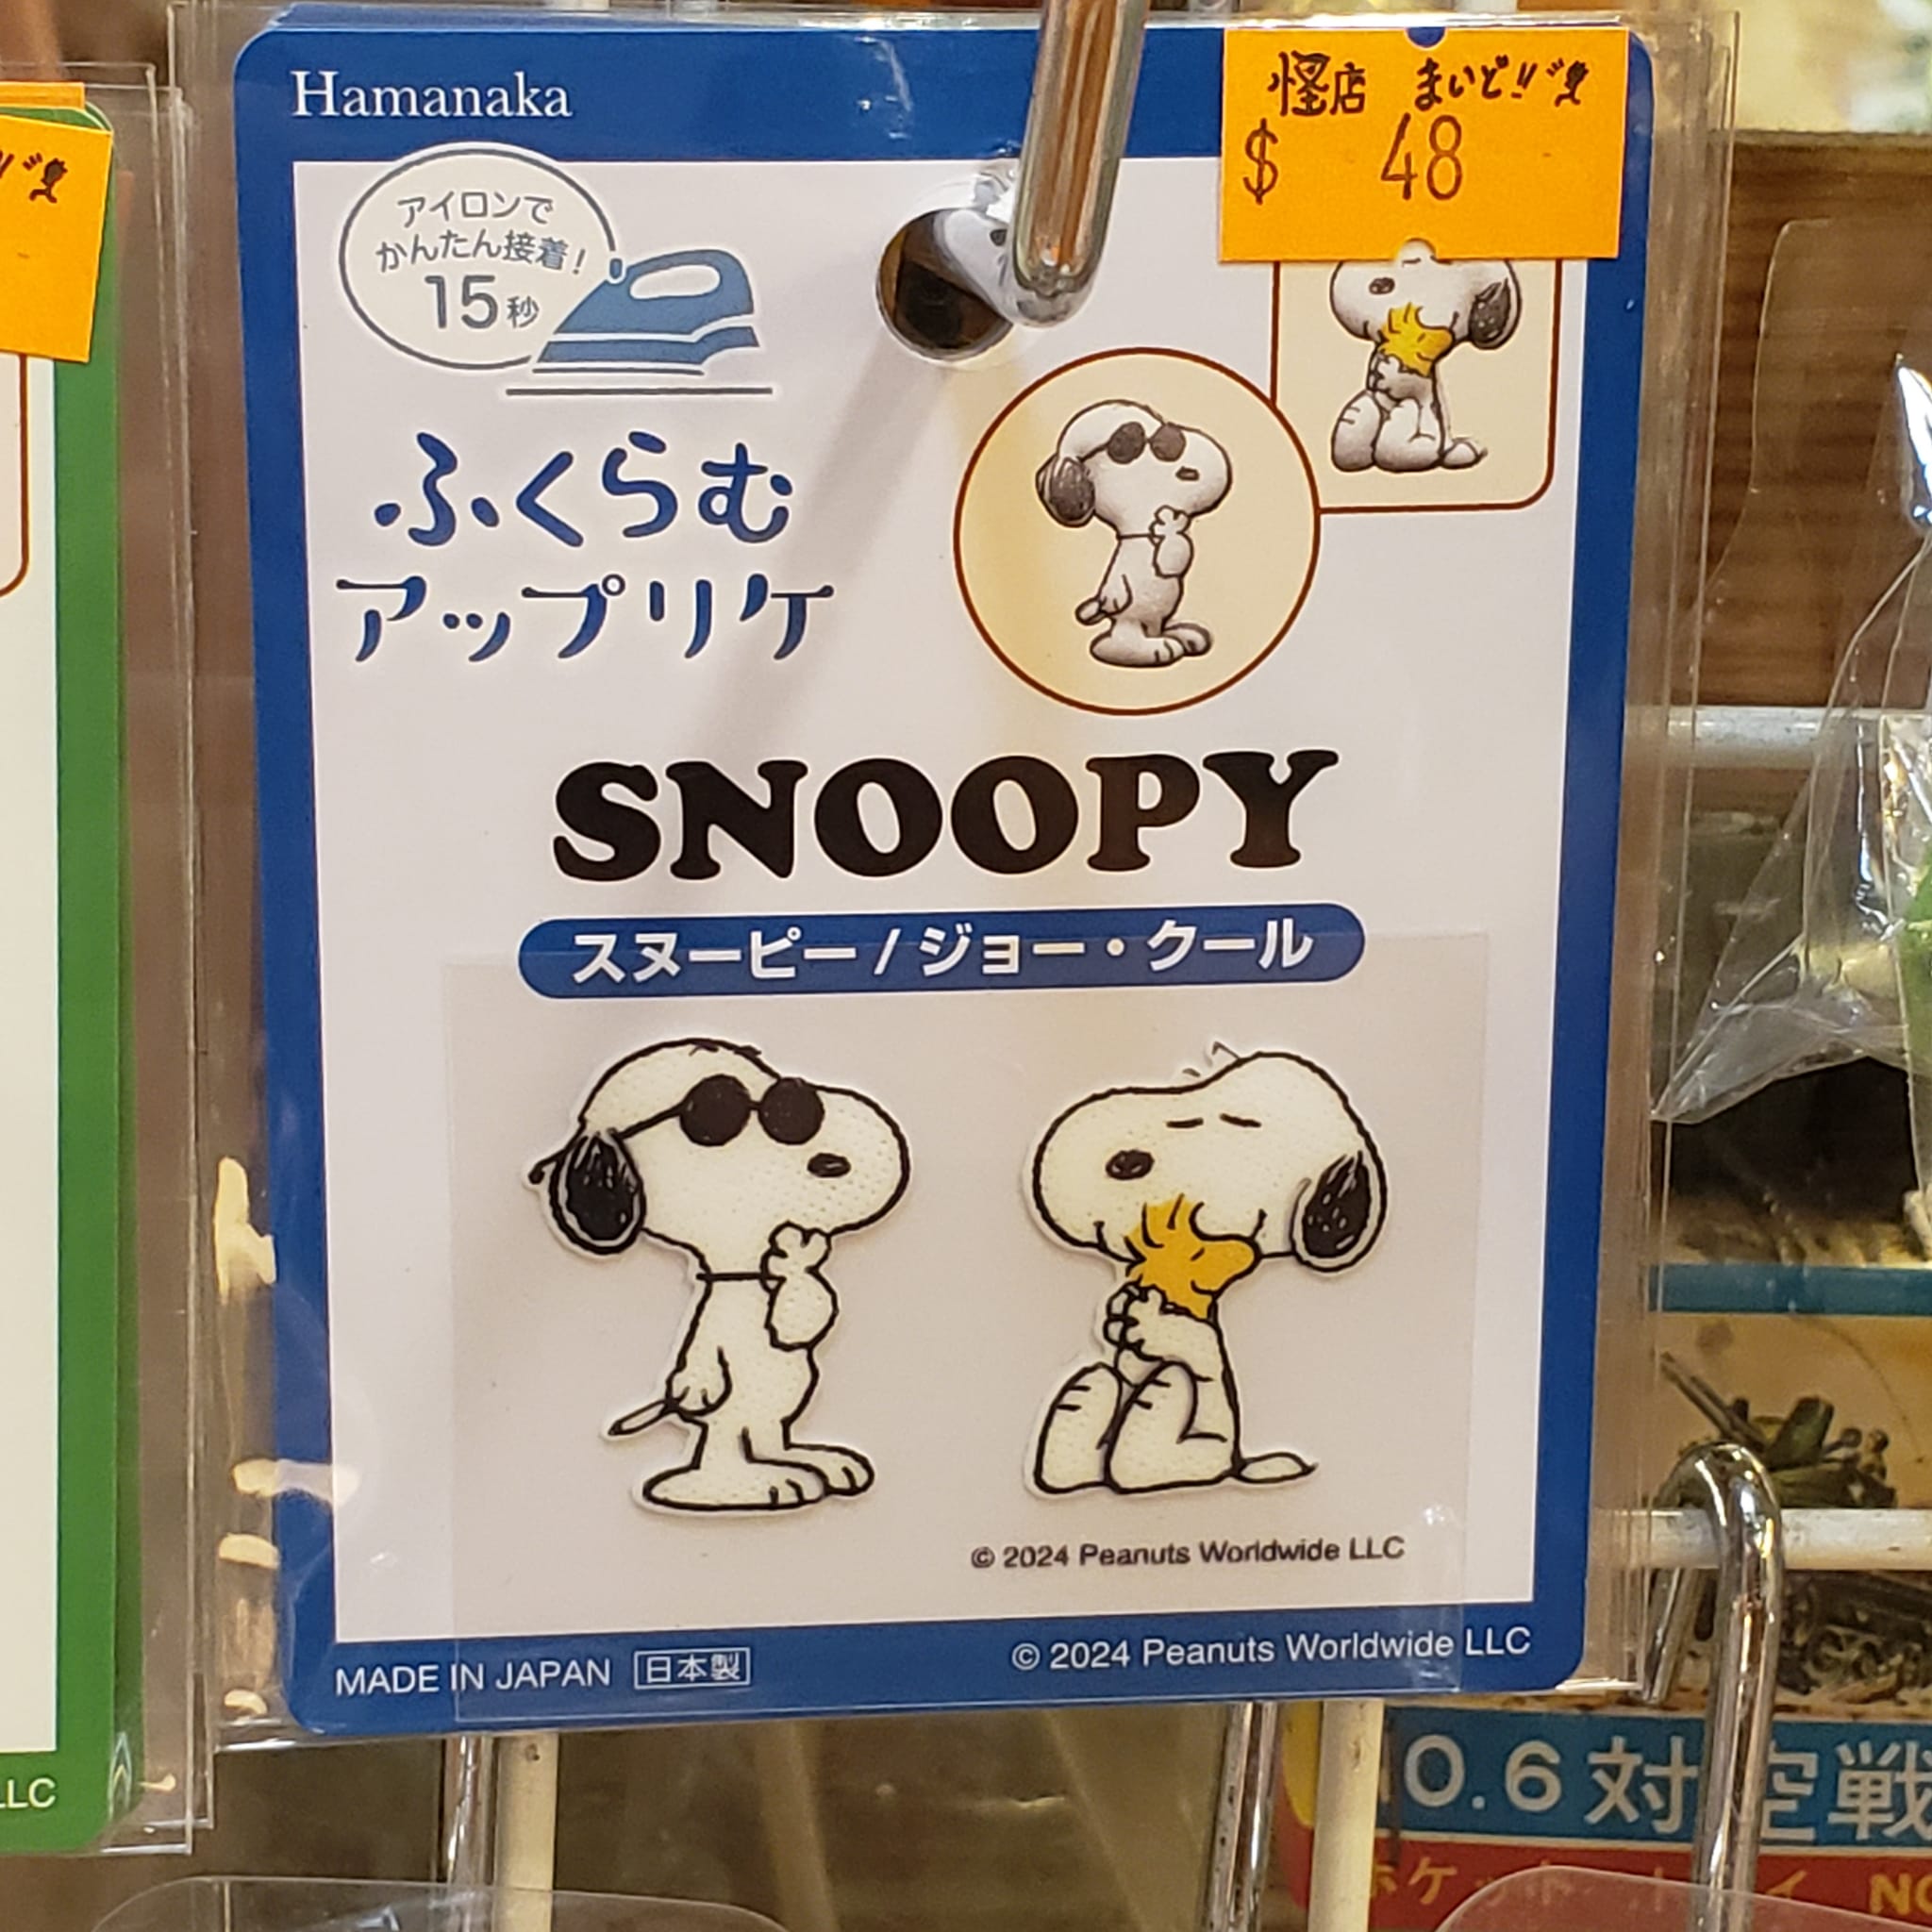 Hamanaka
怪店 まいど!!
$ 48
アイロンで
かんたん接着!
15秒
ふくらむ
アップリケ
SNOOPY
スヌーピー/ジョー・クール
© 2024 Peanuts Worldwide LLC
MADE IN JAPAN 日本製
© 2024 Peanuts Worldwide LLC
LLC
0.6対空戦
NO